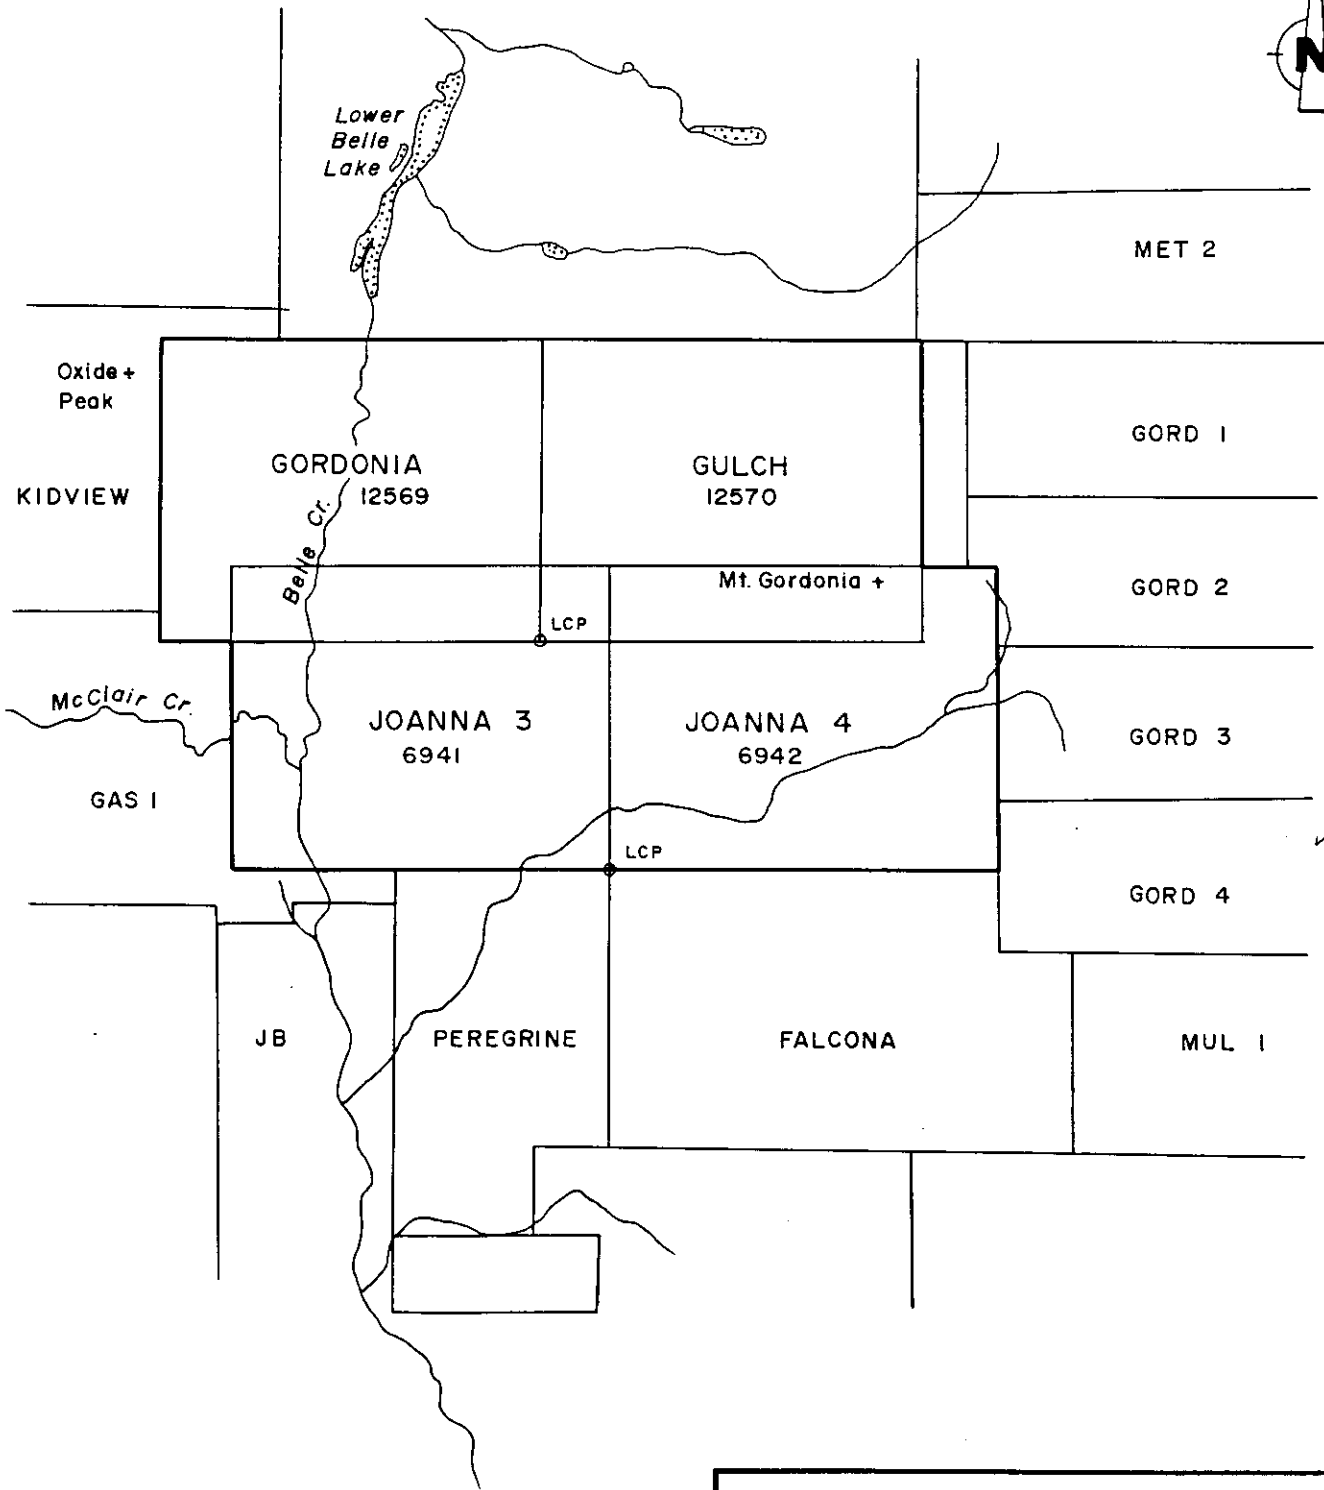 N
Lower
Belle
Lake
MET 2
Oxide +
Peak
GORD 1
GORDONIA
12569
GULCH
12570
KIDVIEW
Belle Cr.
Mt. Gordonia +
GORD 2
LCP
McClair Cr.
JOANNA 3
6941
JOANNA 4
6942
GORD 3
GAS 1
LCP
GORD 4
JB
PEREGRINE
FALCONA
MUL 1